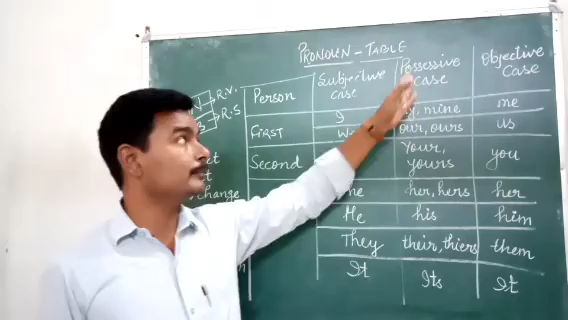 PRONOUN - TABLE
Person Subjective case Possessive case Objective Case
R.V.
R.S
I mine me
FIRST our, ours us
Second Your, yours you
change her, hers her
He his him
They their, thiers them
It Its It